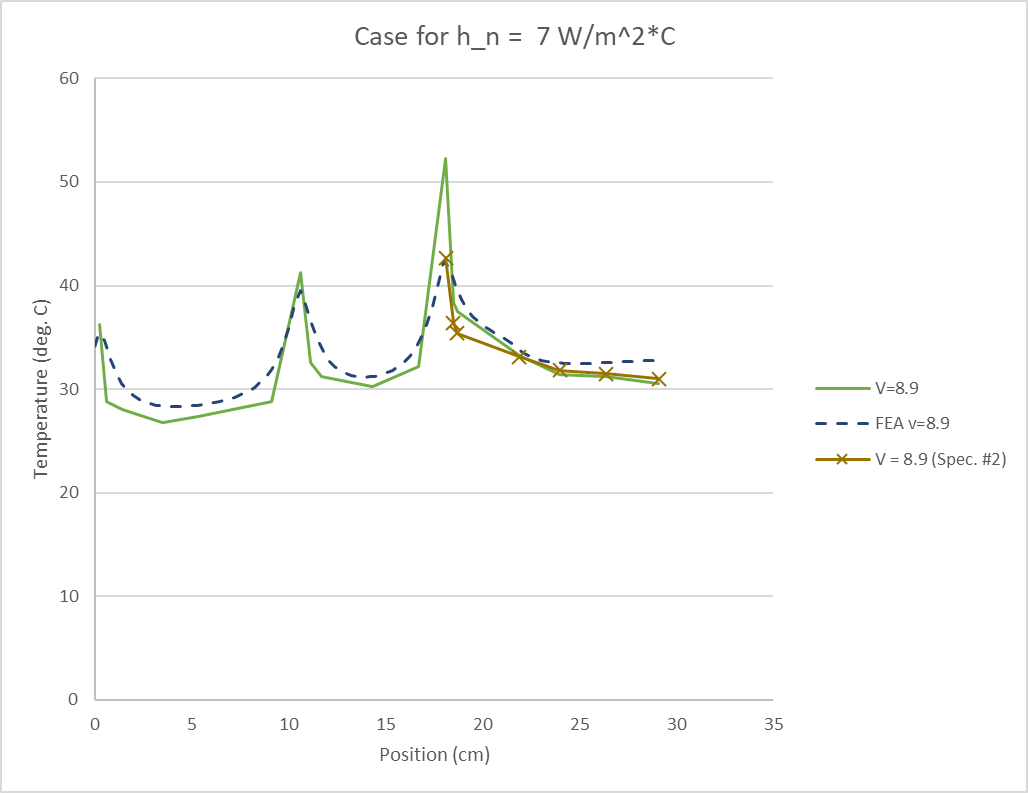 Case for h_n =  7 W/m^2*C
60
50
40
30
20
10
0
0 5 10 15 20 25 30 35
Temperature (deg. C)
Position (cm)
V=8.9
FEA v=8.9
V = 8.9 (Spec. #2)